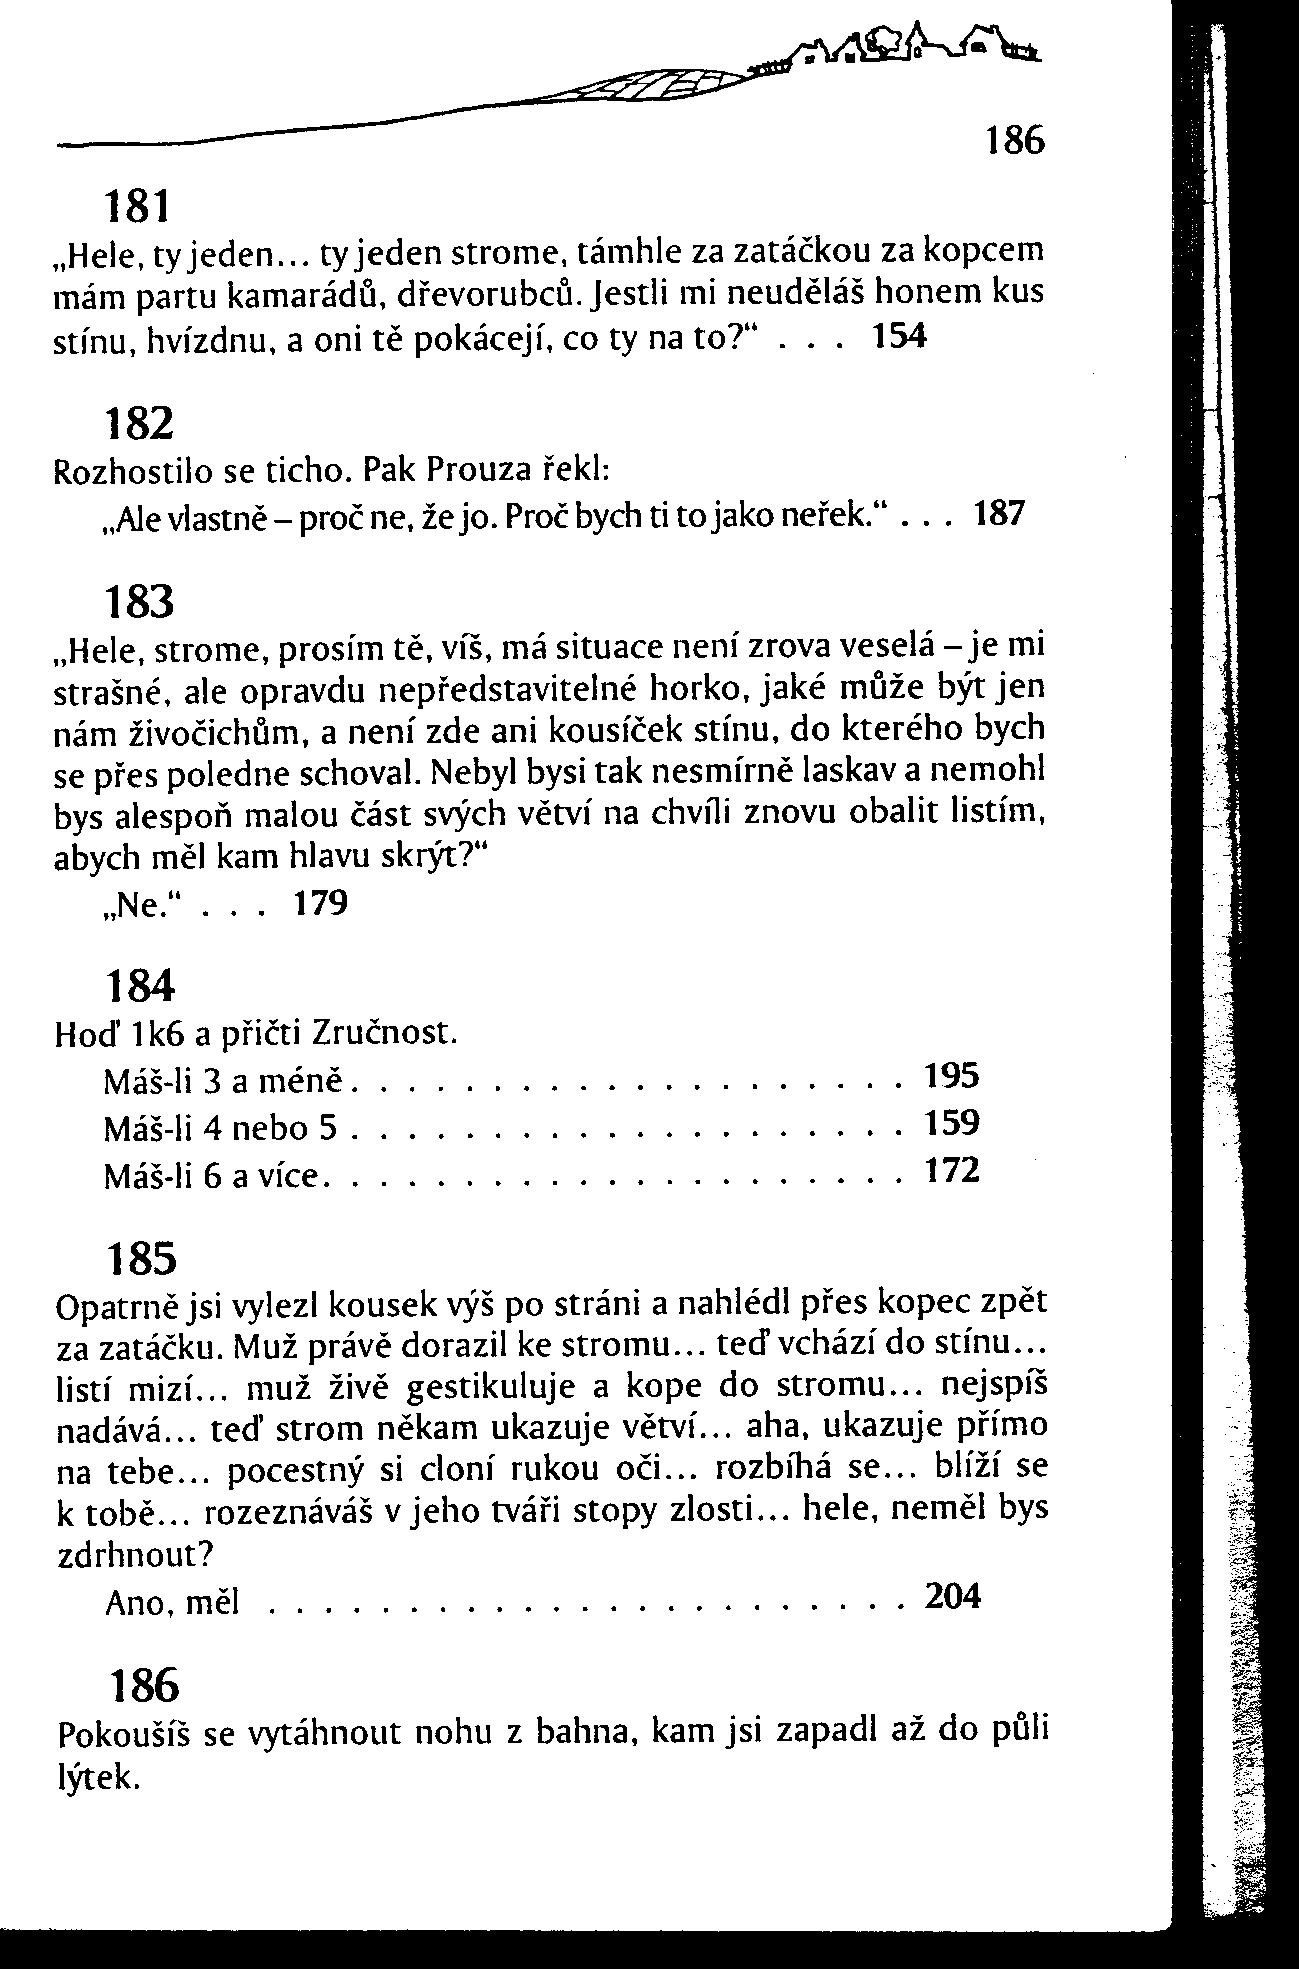 186
181
„Hele, ty jeden... ty jeden strome, támhle za zatáčkou za kopcem
mám partu kamarádů, dřevorubců. Jestli mi neuděláš honem kus
stínu, hvízdnu, a oni tě pokácejí, co ty na to?“ . . . 154
182
Rozhostilo se ticho. Pak Prouza řekl:
„Ale vlastně – proč ne, že jo. Proč bych ti to jako neřek.“ . . . 187
183
„Hele, strome, prosím tě, víš, má situace není zrova veselá – je mi
strašné, ale opravdu nepředstavitelné horko, jaké může být jen
nám živočichům, a není zde ani kousíček stínu, do kterého bych
se přes poledne schoval. Nebyl bysi tak nesmírně laskav a nemohl
bys alespoň malou část svých větví na chvíli znovu obalit listím,
abych měl kam hlavu skrýt?“
„Ne.“ . . . 179
184
Hoď 1k6 a přičti Zručnost.
Máš-li 3 a méně. . . . . . . . . . . . . . . . . . . . 195
Máš-li 4 nebo 5 . . . . . . . . . . . . . . . . . . . . 159
Máš-li 6 a více. . . . . . . . . . . . . . . . . . . . . 172
185
Opatrně jsi vylezl kousek výš po stráni a nahlédl přes kopec zpět
za zatáčku. Muž právě dorazil ke stromu... teď vchází do stínu...
listí mizí... muž živě gestikuluje a kope do stromu... nejspíš
nadává... teď strom někam ukazuje větví... aha, ukazuje přímo
na tebe... pocestný si cloní rukou oči... rozbíhá se... blíží se
k tobě... rozeznáváš v jeho tváři stopy zlosti... hele, neměl bys
zdrhnout?
Ano, měl . . . . . . . . . . . . . . . . . . . . . . . 204
186
Pokoušíš se vytáhnout nohu z bahna, kam jsi zapadl až do půli
lýtek.